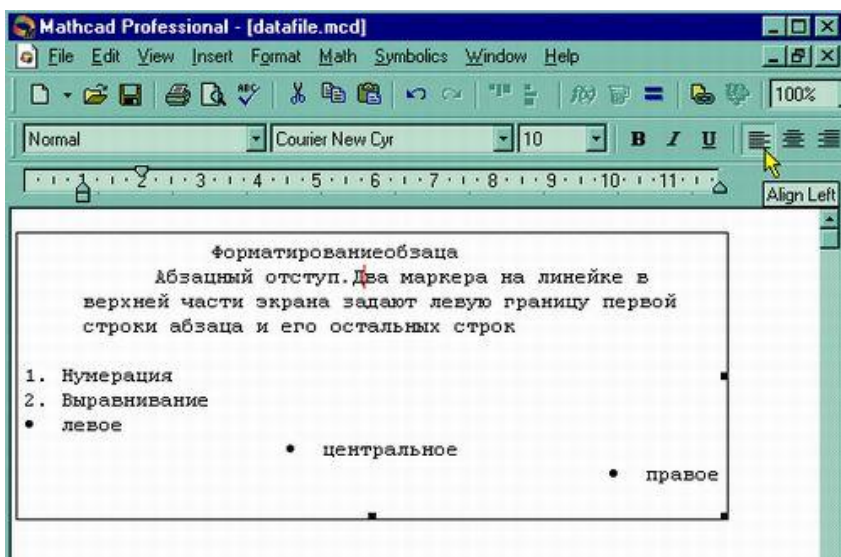 Mathcad Professional - [datafile.mcd]
File Edit View Insert Format Math Symbolics Window Help
ABC f(x) 100%
Normal Courier New Cyr 10 B I U
1 2 3 4 5 6 7 8 9 10 11
Align Left
Форматированиеобзаца
Абзацный отступ.Два маркера на линейке в
верхней части экрана задают левую границу первой
строки абзаца и его остальных строк
1. Нумерация
2. Выравнивание
• левое
• центральное
• правое